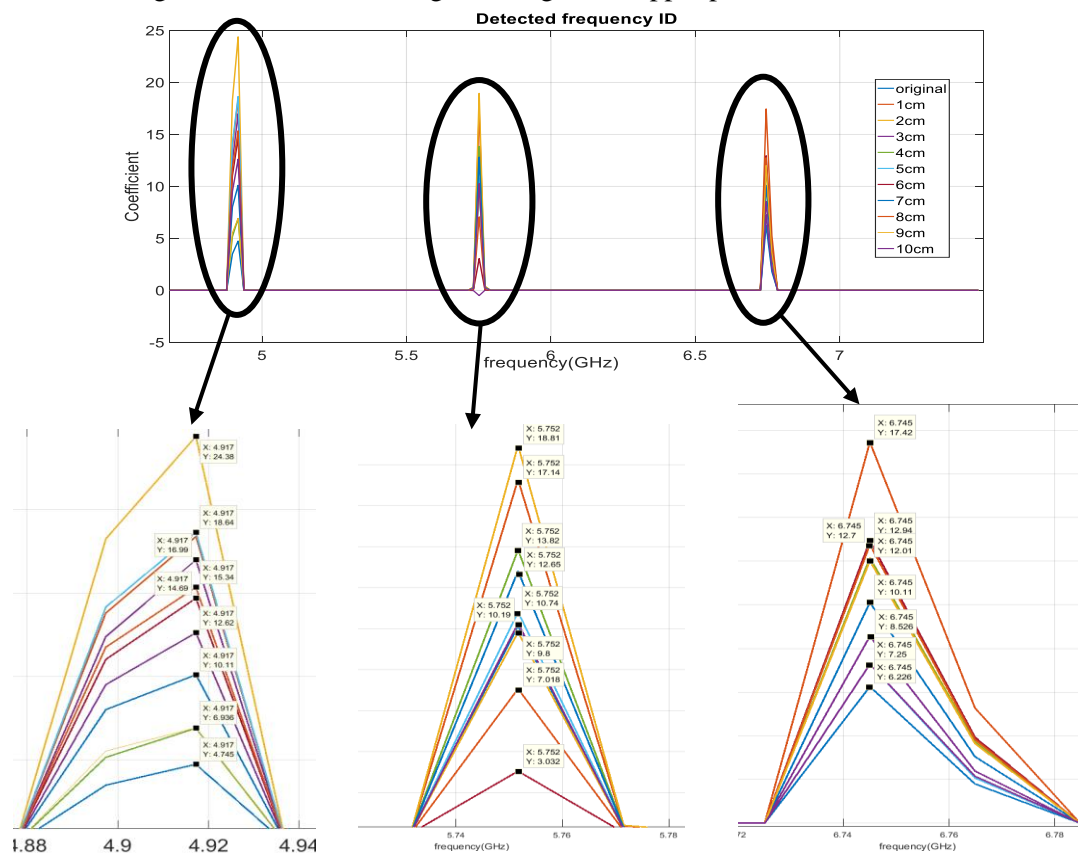 Detected frequency ID
25
20
15
10
5
0
-5
Coefficient
5
5.5
6
6.5
7
frequency(GHz)
original
1cm
2cm
3cm
4cm
5cm
6cm
7cm
8cm
9cm
10cm
X: 4.917
Y: 24.38
X: 4.917
Y: 18.64
X: 4.917
Y: 16.99
X: 4.917
Y: 15.34
X: 4.917
Y: 14.69
X: 4.917
Y: 12.62
X: 4.917
Y: 10.11
X: 4.917
Y: 6.936
X: 4.917
Y: 4.745
4.88
4.9
4.92
4.94
X: 5.752
Y: 18.81
X: 5.752
Y: 17.14
X: 5.752
Y: 13.82
X: 5.752
Y: 12.65
X: 5.752
Y: 10.74
X: 5.752
Y: 10.19
Y: 9.8
X: 5.752
Y: 7.018
X: 5.752
Y: 3.032
5.74
5.76
5.78
frequency(GHz)
X: 6.745
Y: 17.42
X: 6.745
Y: 12.7
X: 6.745
Y: 12.94
X: 6.745
Y: 12.01
X: 6.745
Y: 10.11
X: 6.745
Y: 8.526
X: 6.745
Y: 7.25
X: 6.745
Y: 6.226
72
6.74
6.76
6.78
frequency(GHz)